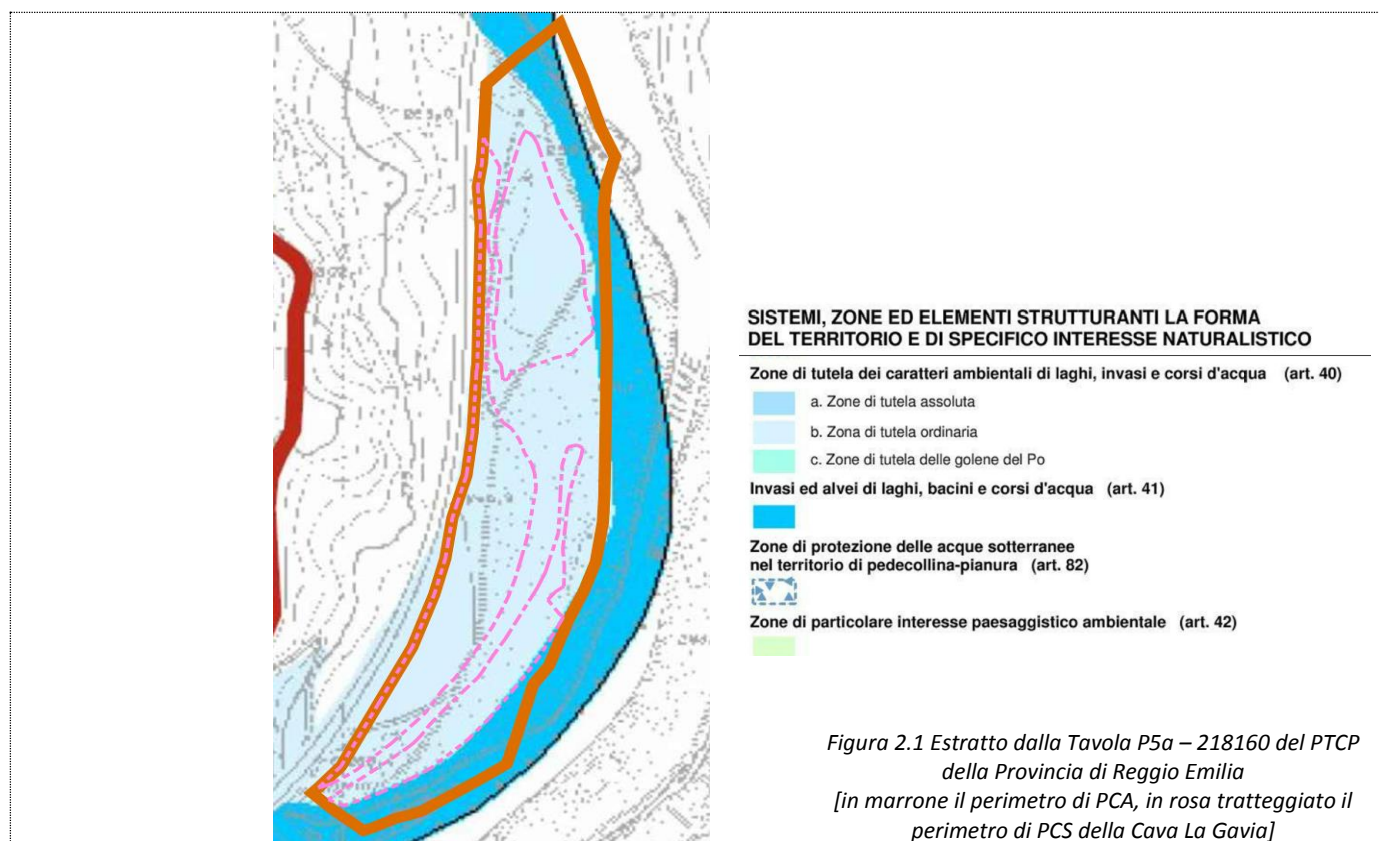 SISTEMI, ZONE ED ELEMENTI STRUTTURANTI LA FORMA
DEL TERRITORIO E DI SPECIFICO INTERESSE NATURALISTICO
Zone di tutela dei caratteri ambientali di laghi, invasi e corsi d'acqua (art. 40)
a. Zone di tutela assoluta
b. Zona di tutela ordinaria
c. Zone di tutela delle golene del Po
Invasi ed alvei di laghi, bacini e corsi d'acqua (art. 41)
Zone di protezione delle acque sotterranee
nel territorio di pedecollina-pianura (art. 82)
Zone di particolare interesse paesaggistico ambientale (art. 42)
Figura 2.1 Estratto dalla Tavola P5a – 218160 del PTCP
della Provincia di Reggio Emilia
[in marrone il perimetro di PCA, in rosa tratteggiato il
perimetro di PCS della Cava La Gavia]